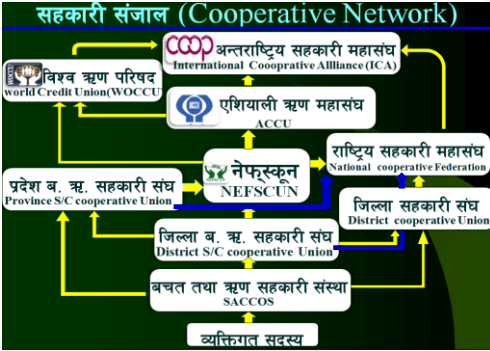 सहकारी संजाल (Cooperative Network)
coop अन्तराष्ट्रिय सहकारी महासंघ
International Coooprative Allliance (ICA)
विश्व ऋण परिषद
world Credit Union(WOCCU)
एशियाली ऋण महासंघ
ACCU
नेफ्स्कून
NEFSCUN
राष्ट्रिय सहकारी महासंघ
National cooperative Federation
प्रदेश ब. ऋ. सहकारी संघ
Province S/C cooperative Union
जिल्ला सहकारी संघ
District cooperative Union
जिल्ला ब. ऋ. सहकारी संघ
District S/C cooperative Union
बचत तथा ऋण सहकारी संस्था
SACCOS
व्यक्तिगत सदस्य